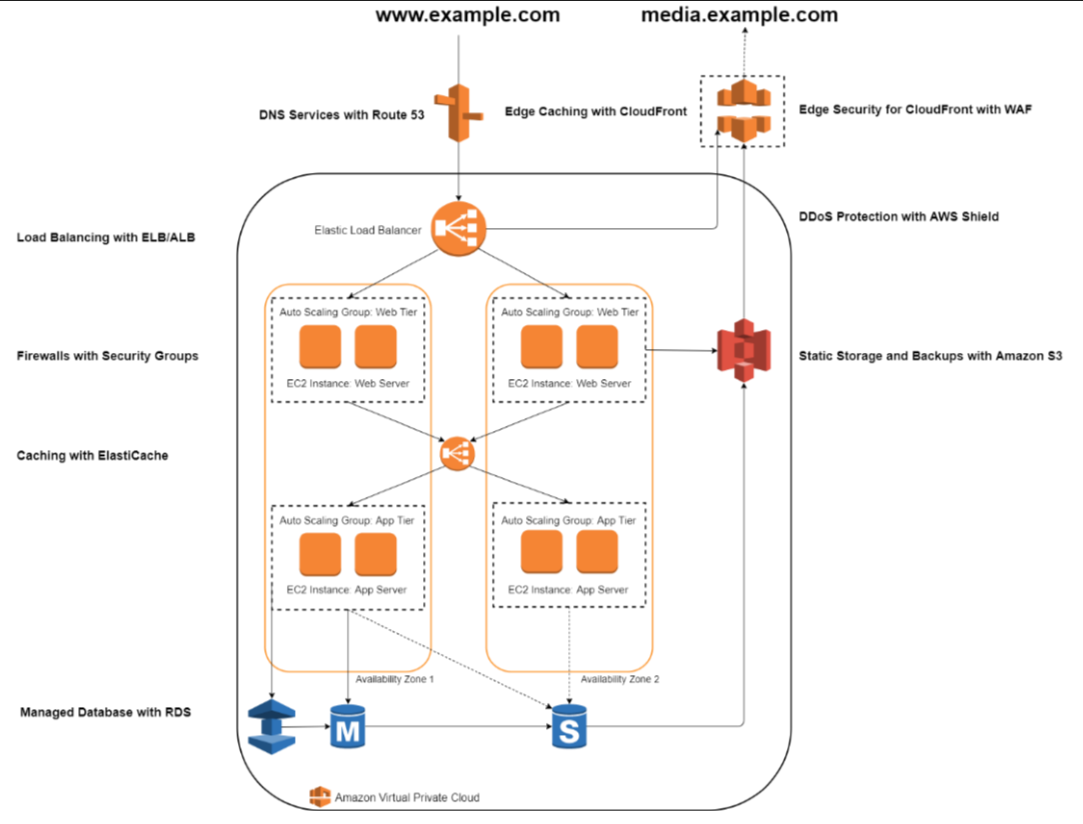 www.example.com
media.example.com
DNS Services with Route 53
Edge Caching with CloudFront
Edge Security for CloudFront with WAF
DDoS Protection with AWS Shield
Load Balancing with ELB/ALB
Elastic Load Balancer
Auto Scaling Group: Web Tier
EC2 Instance: Web Server
Auto Scaling Group: Web Tier
EC2 Instance: Web Server
Firewalls with Security Groups
Static Storage and Backups with Amazon S3
Caching with ElastiCache
Auto Scaling Group: App Tier
EC2 Instance: App Server
Auto Scaling Group: App Tier
EC2 Instance: App Server
Availability Zone 1
Availability Zone 2
Managed Database with RDS
M
S
Amazon Virtual Private Cloud